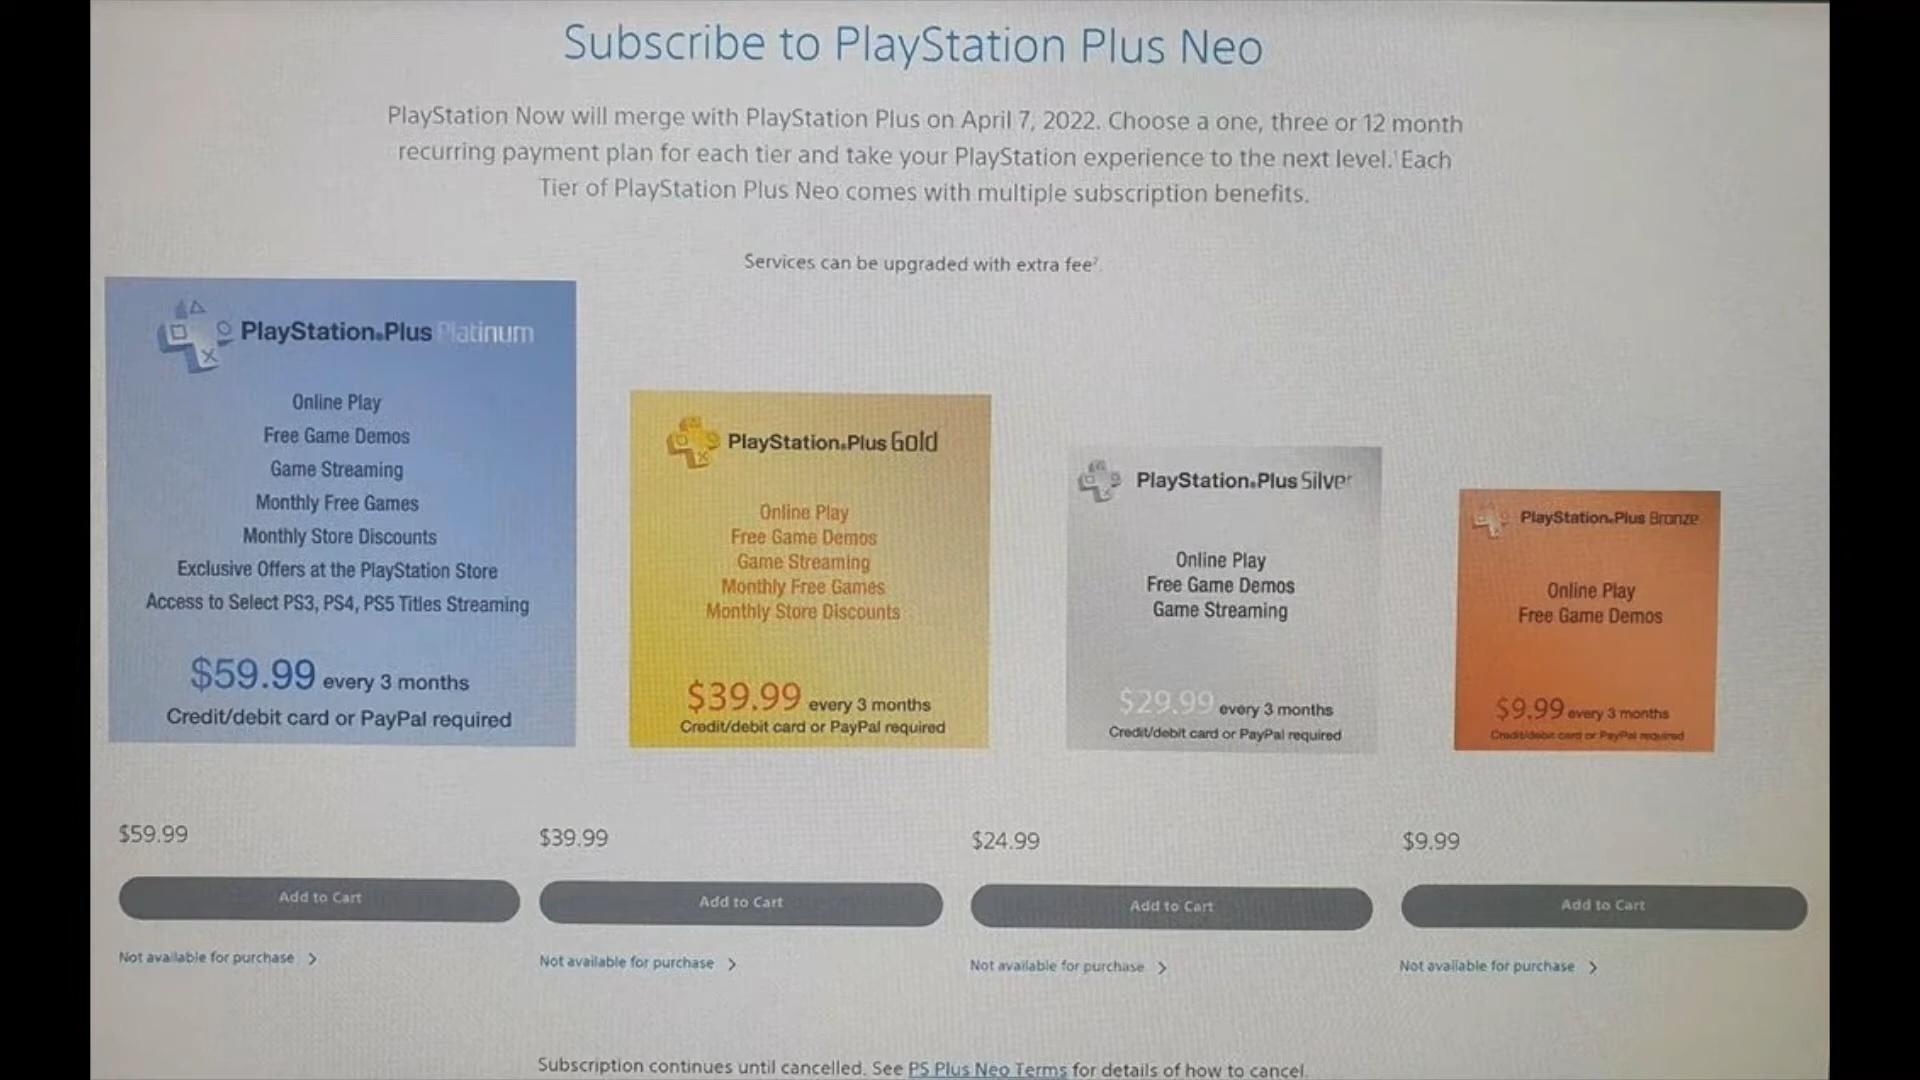 Subscribe to PlayStation Plus Neo
PlayStation Now will merge with PlayStation Plus on April 7, 2022. Choose a one, three or 12 month
recurring payment plan for each tier and take your PlayStation experience to the next level.¹ Each
Tier of PlayStation Plus Neo comes with multiple subscription benefits.
Services can be upgraded with extra fee².
PlayStation.Plus Platinum
Online Play
Free Game Demos
Game Streaming
Monthly Free Games
Monthly Store Discounts
Exclusive Offers at the PlayStation Store
Access to Select PS3, PS4, PS5 Titles Streaming
$59.99 every 3 months
Credit/debit card or PayPal required
PlayStation.Plus Gold
Online Play
Free Game Demos
Game Streaming
Monthly Free Games
Monthly Store Discounts
$39.99 every 3 months
Credit/debit card or PayPal required
PlayStation.Plus Silver
Online Play
Free Game Demos
Game Streaming
$29.99 every 3 months
Credit/debit card or PayPal required
PlayStation.Plus Bronze
Online Play
Free Game Demos
$9.99 every 3 months
Credit/debit card or PayPal required
$59.99
Add to Cart
Not available for purchase >
$39.99
Add to Cart
Not available for purchase >
$24.99
Add to Cart
Not available for purchase >
$9.99
Add to Cart
Not available for purchase >
Subscription continues until cancelled. See PS Plus Neo Terms for details of how to cancel.